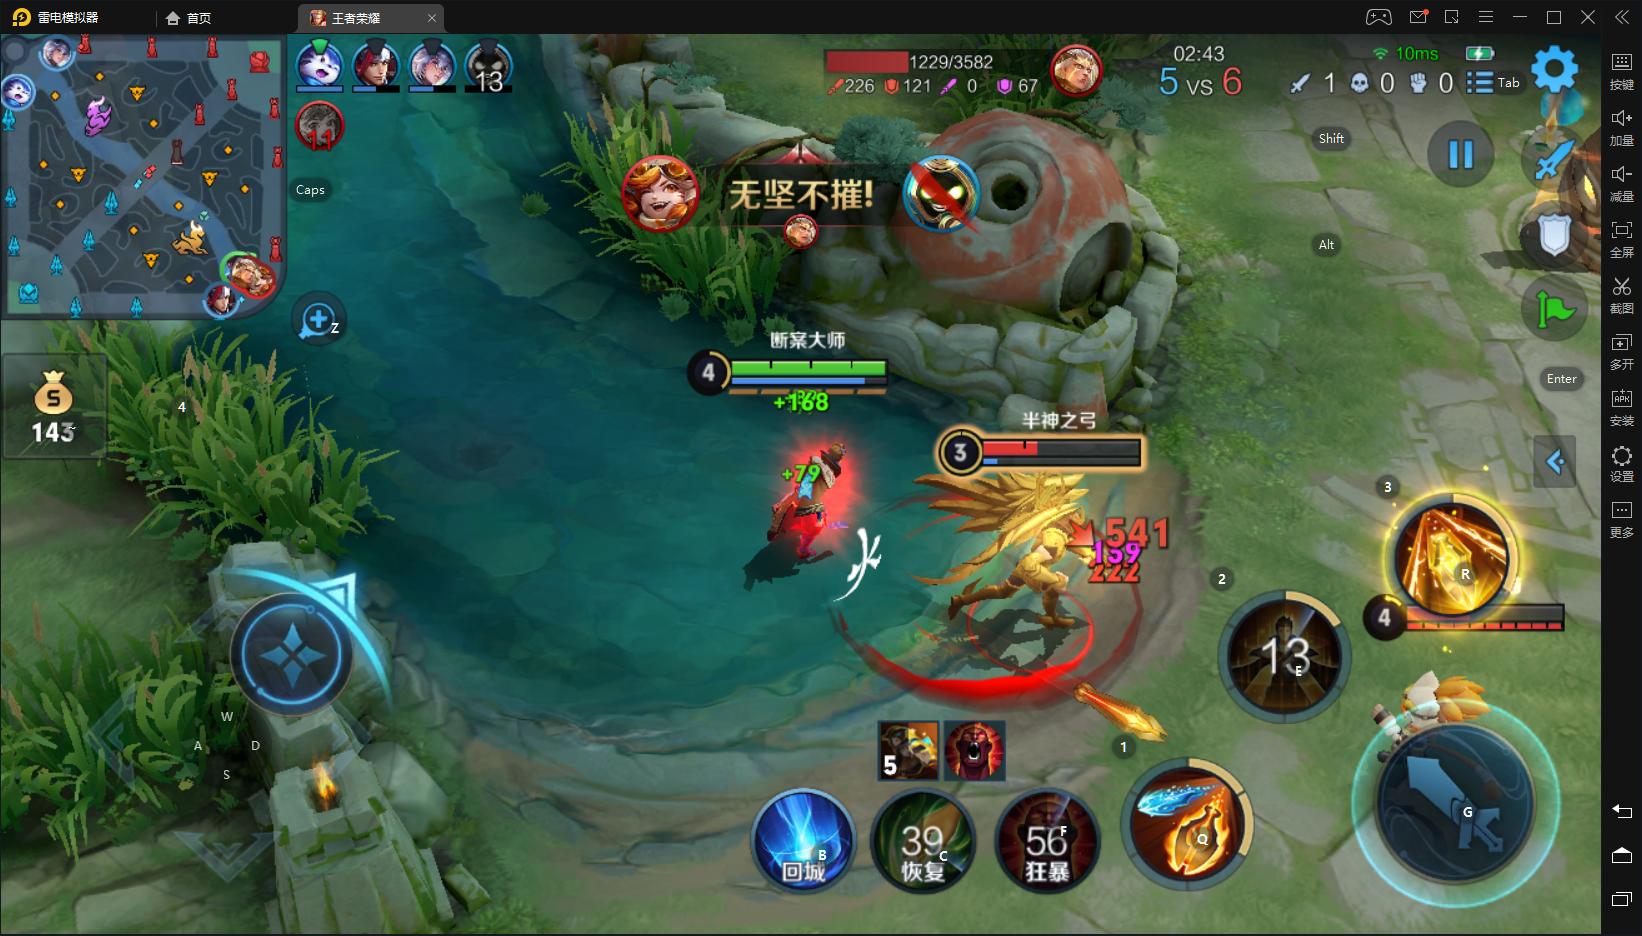 雷电模拟器
首页
王者荣耀
13
11
Caps
1229/3582
226 121 0 67
02:43
5 VS 6
10ms
1 0 0 Tab
Shift
Alt
Enter
无坚不摧!
Z
143
4
断案大师
4
+168
+79
半神之弓
3
541
159
222
3
R
4
2
13
E
1
Q
G
W
A
D
S
5
回城
B
39
恢复
C
56
狂暴
F
按键
加量
减量
全屏
截图
多开
APK
安装
设置
更多